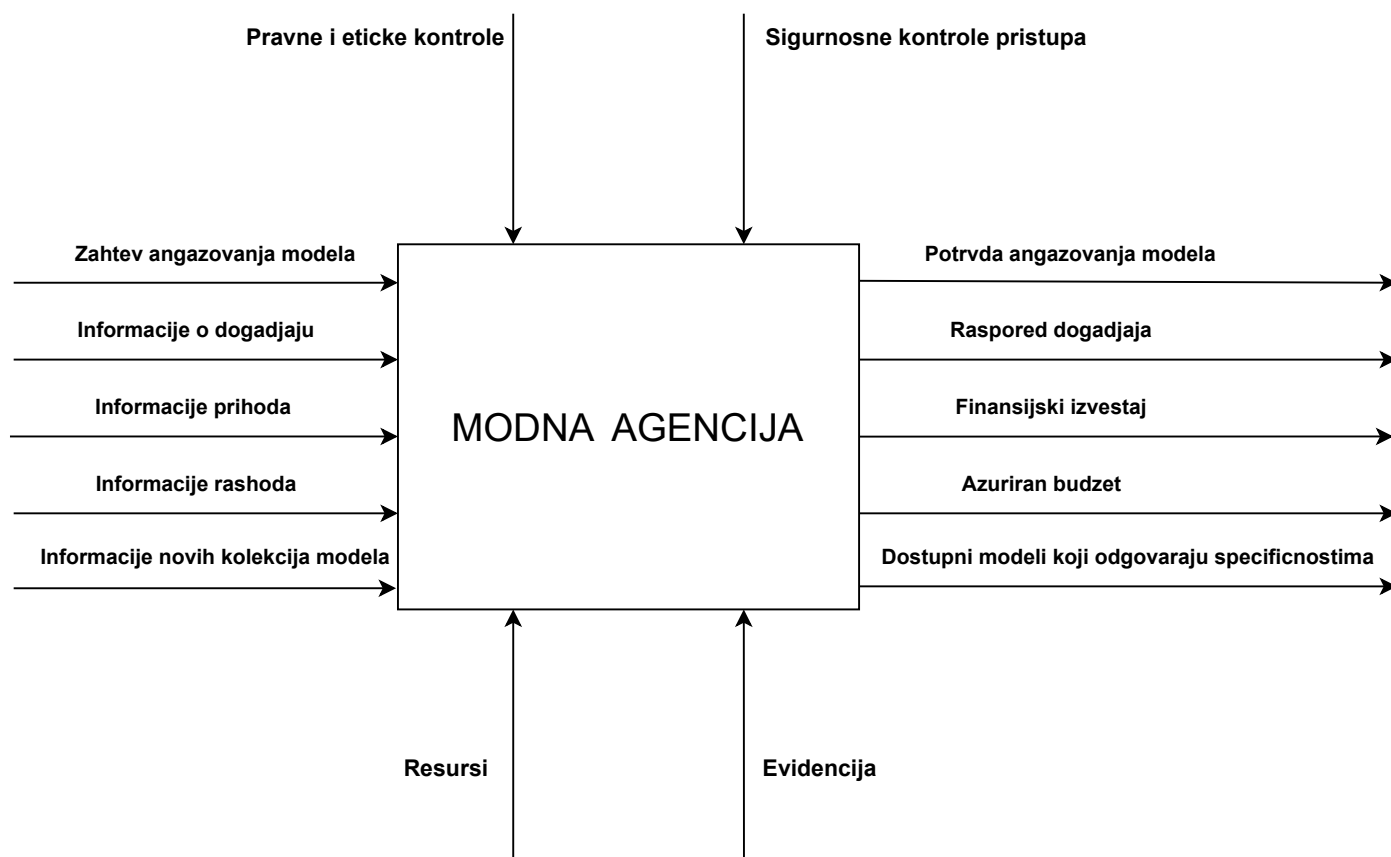 Pravne i eticke kontrole
Sigurnosne kontrole pristupa
Zahtev angazovanja modela
Potrvda angazovanja modela
Informacije o dogadjaju
Raspored dogadjaja
Informacije prihoda
Finansijski izvestaj
MODNA AGENCIJA
Informacije rashoda
Azuriran budzet
Informacije novih kolekcija modela
Dostupni modeli koji odgovaraju specificnostima
Resursi
Evidencija